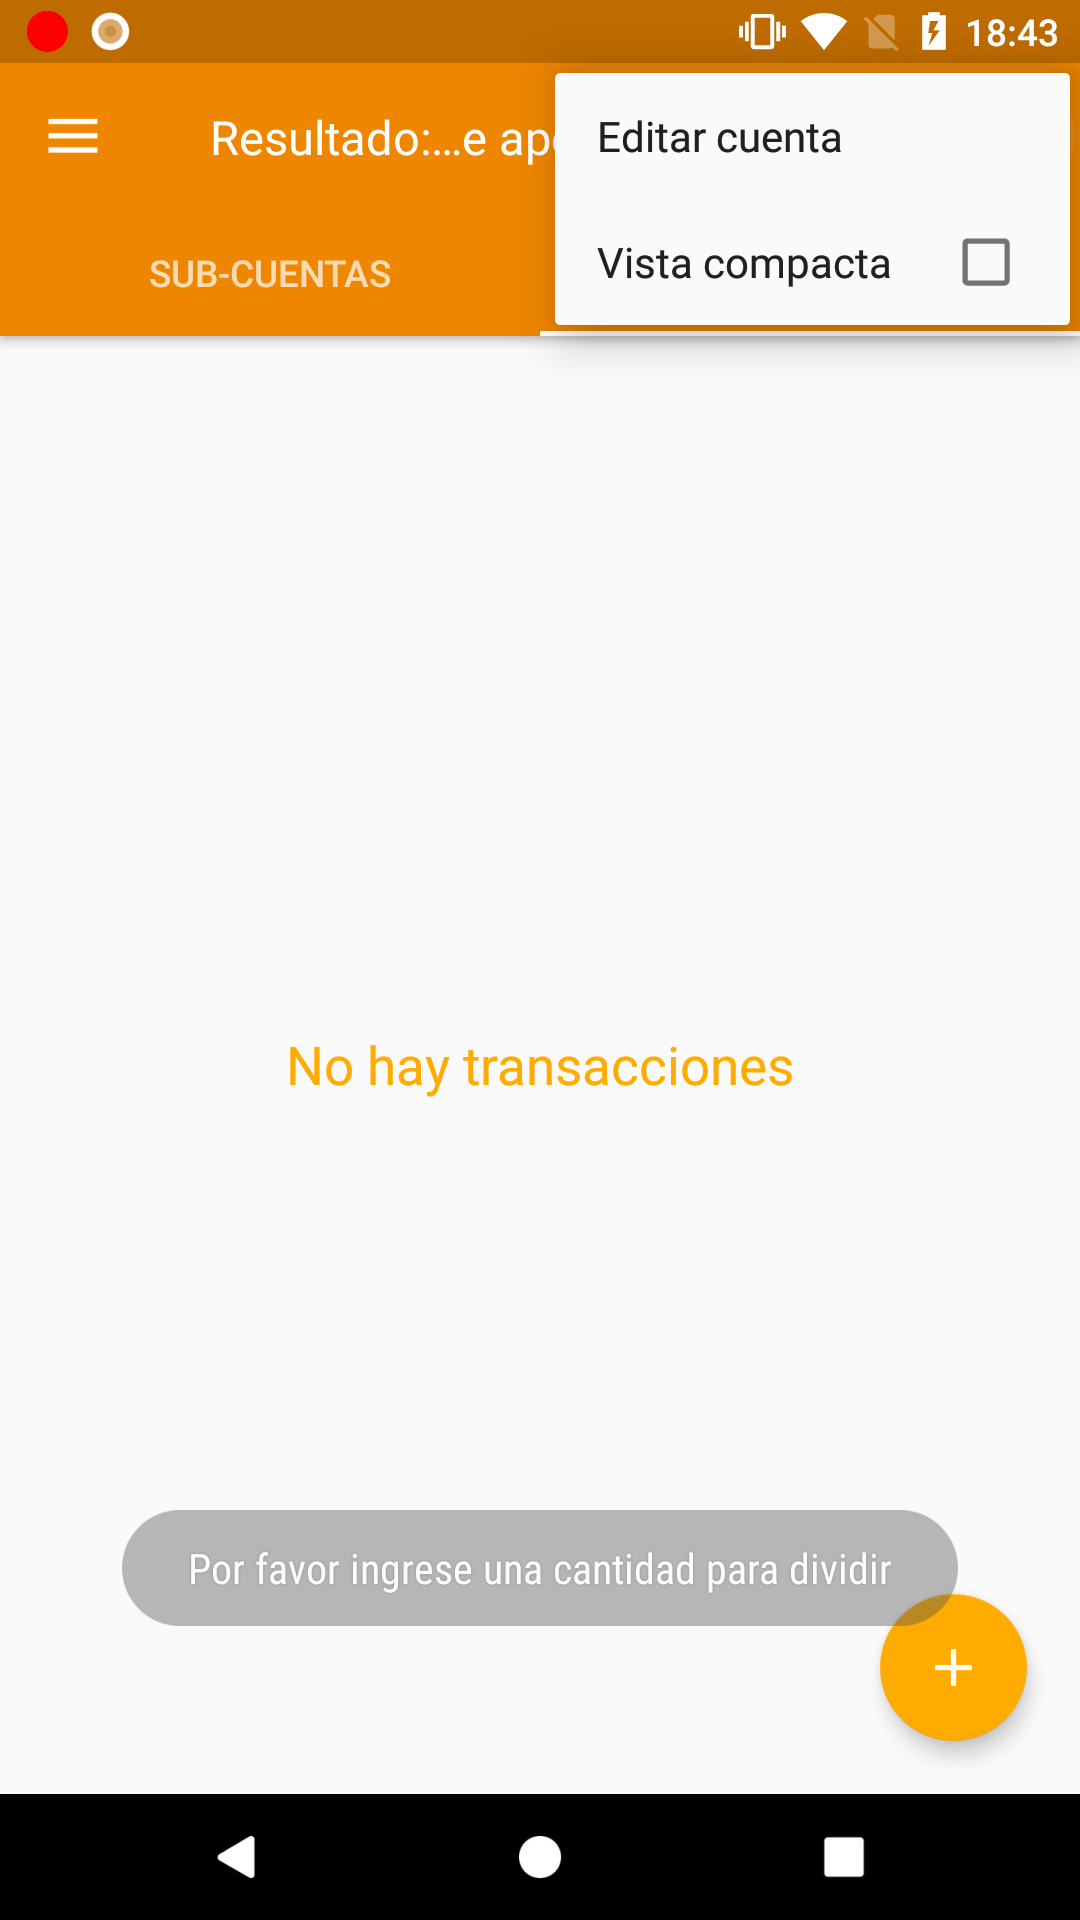 18:43
Resultado:...e ap
Editar cuenta
Vista compacta
SUB-CUENTAS
No hay transacciones
Por favor ingrese una cantidad para dividir